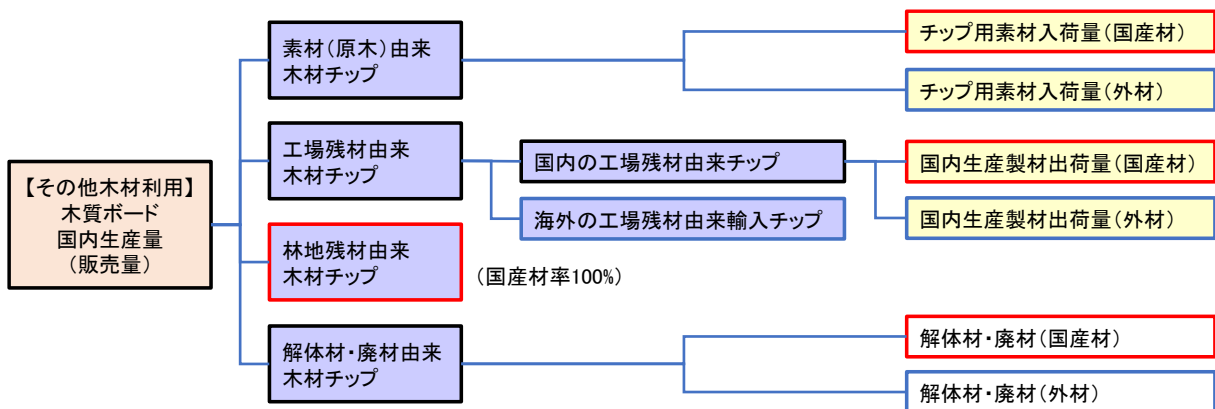 【その他木材利用】
木質ボード
国内生産量
（販売量）
素材（原木）由来
木材チップ
チップ用素材入荷量（国産材）
チップ用素材入荷量（外材）
工場残材由来
木材チップ
国内の工場残材由来チップ
海外の工場残材由来輸入チップ
国内生産製材出荷量（国産材）
国内生産製材出荷量（外材）
林地残材由来
木材チップ
（国産材率100%）
解体材・廃材由来
木材チップ
解体材・廃材（国産材）
解体材・廃材（外材）